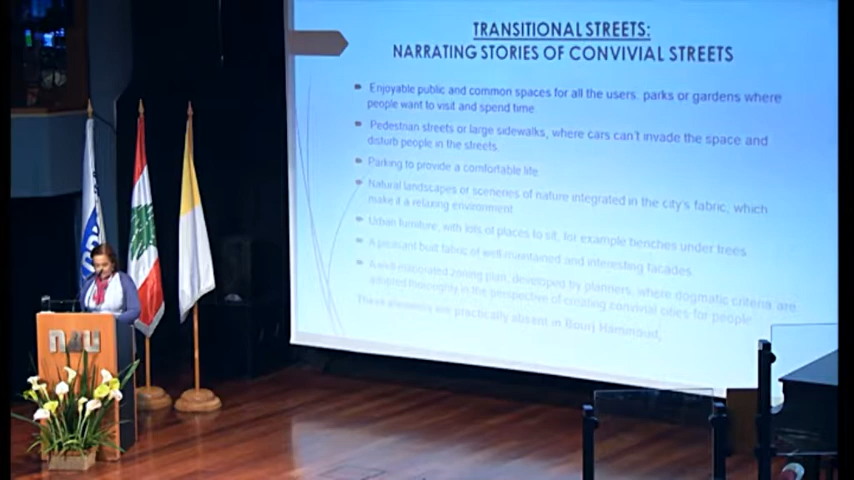 TRANSITIONAL STREETS:
NARRATING STORIES OF CONVIVIAL STREETS
Enjoyable public and common spaces for all the users: parks or gardens where
people want to visit and spend time
Pedestrian streets or large sidewalks, where cars can't invade the space and
disturb people in the streets
Parking to provide a comfortable life
Natural landscapes or sceneries of nature integrated in the city's fabric, which
make it a relaxing environment
Urban furniture, with lots of places to sit, for example benches under trees
A pleasant built fabric of well-maintained and interesting facades
A well-elaborated zoning plan, developed by planners, where dogmatic criteria are
adapted thoroughly in the perspective of creating convivial cities for people
These elements are practically absent in Bourj Hammoud,
NDU